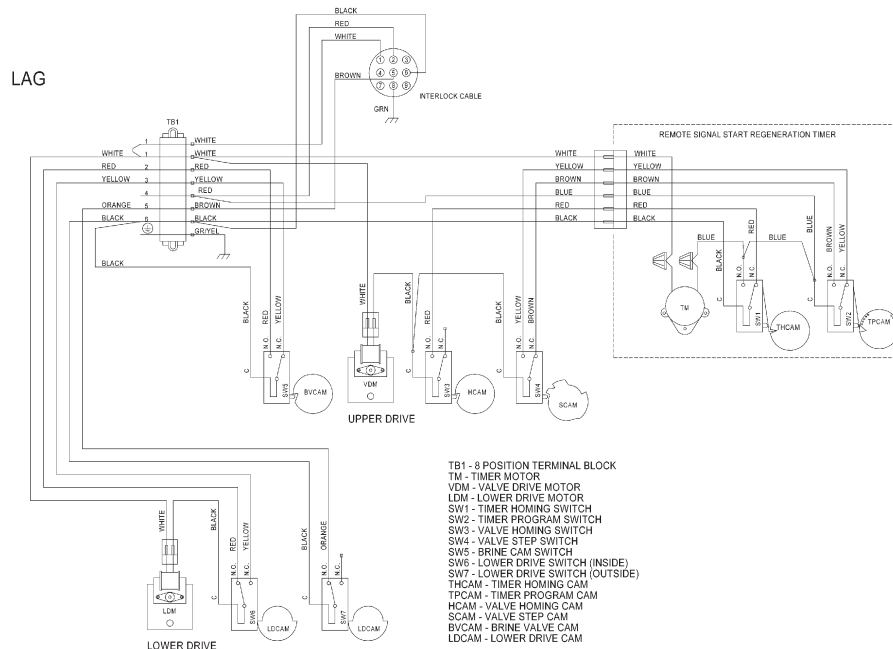 BLACK
RED
WHITE
1 2 3
4 5 6
7 8 9
BROWN
INTERLOCK CABLE
GRN
LAG
TB1
REMOTE SIGNAL START REGENERATION TIMER
1 WHITE
WHITE 1 WHITE
RED 2 RED
YELLOW 3 YELLOW
4 RED
ORANGE 5 BROWN
BLACK 6 BLACK
GR/YEL
WHITE WHITE
YELLOW YELLOW
BROWN BROWN
BLUE BLUE
RED RED
BLACK BLACK
BLACK
BLACK
RED
YELLOW
N.O.
N.C.
C
SW5
BVCAM
WHITE
VDM
UPPER DRIVE
BLACK
RED
N.O.
N.C.
C
SW3
HCAM
BLACK
YELLOW
BROWN
N.O.
N.C.
C
SW4
SCAM
BLUE
TM
BLACK
RED
N.O.
N.C.
C
SW1
THCAM
BLUE
BLUE
BROWN
YELLOW
N.O.
N.C.
C
SW2
TPCAM
WHITE
LDM
LOWER DRIVE
BLACK
RED
YELLOW
N.O.
N.C.
C
SW6
LDCAM
BLACK
ORANGE
N.O.
N.C.
C
SW7
LDCAM
TB1 - 8 POSITION TERMINAL BLOCK
TM - TIMER MOTOR
VDM - VALVE DRIVE MOTOR
LDM - LOWER DRIVE MOTOR
SW1 - TIMER HOMING SWITCH
SW2 - TIMER PROGRAM SWITCH
SW3 - VALVE HOMING SWITCH
SW4 - VALVE STEP SWITCH
SW5 - BRINE CAM SWITCH
SW6 - LOWER DRIVE SWITCH (INSIDE)
SW7 - LOWER DRIVE SWITCH (OUTSIDE)
THCAM - TIMER HOMING CAM
TPCAM - TIMER PROGRAM CAM
HCAM - VALVE HOMING CAM
SCAM - VALVE STEP CAM
BVCAM - BRINE VALVE CAM
LDCAM - LOWER DRIVE CAM